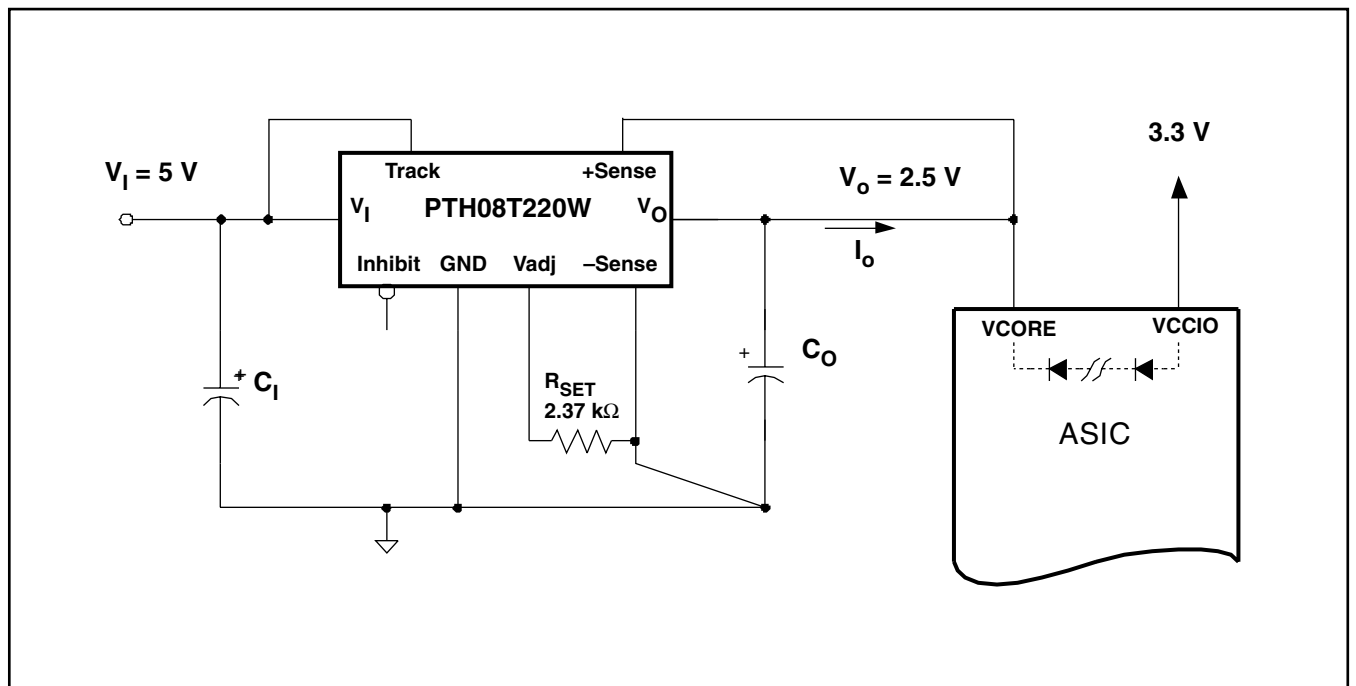 3.3 V
V_I = 5 V
Track
+Sense
V_I
PTH08T220W
V_O
V_o = 2.5 V
I_o
Inhibit
GND
Vadj
–Sense
+
C_I
R_SET
2.37 kΩ
+
C_O
VCORE
VCCIO
ASIC